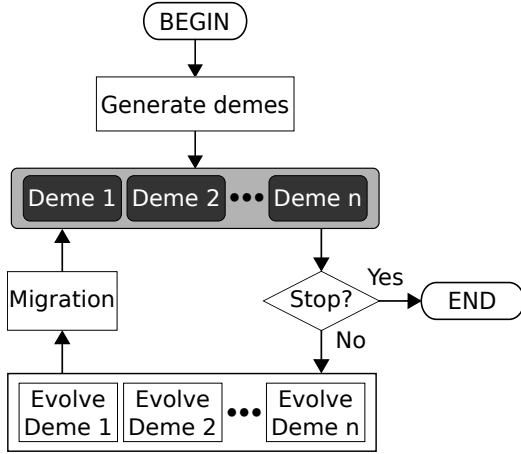 BEGIN
Generate demes
Deme 1 Deme 2 ••• Deme n
Migration
Stop?
Yes
END
No
Evolve Deme 1
Evolve Deme 2
•••
Evolve Deme n